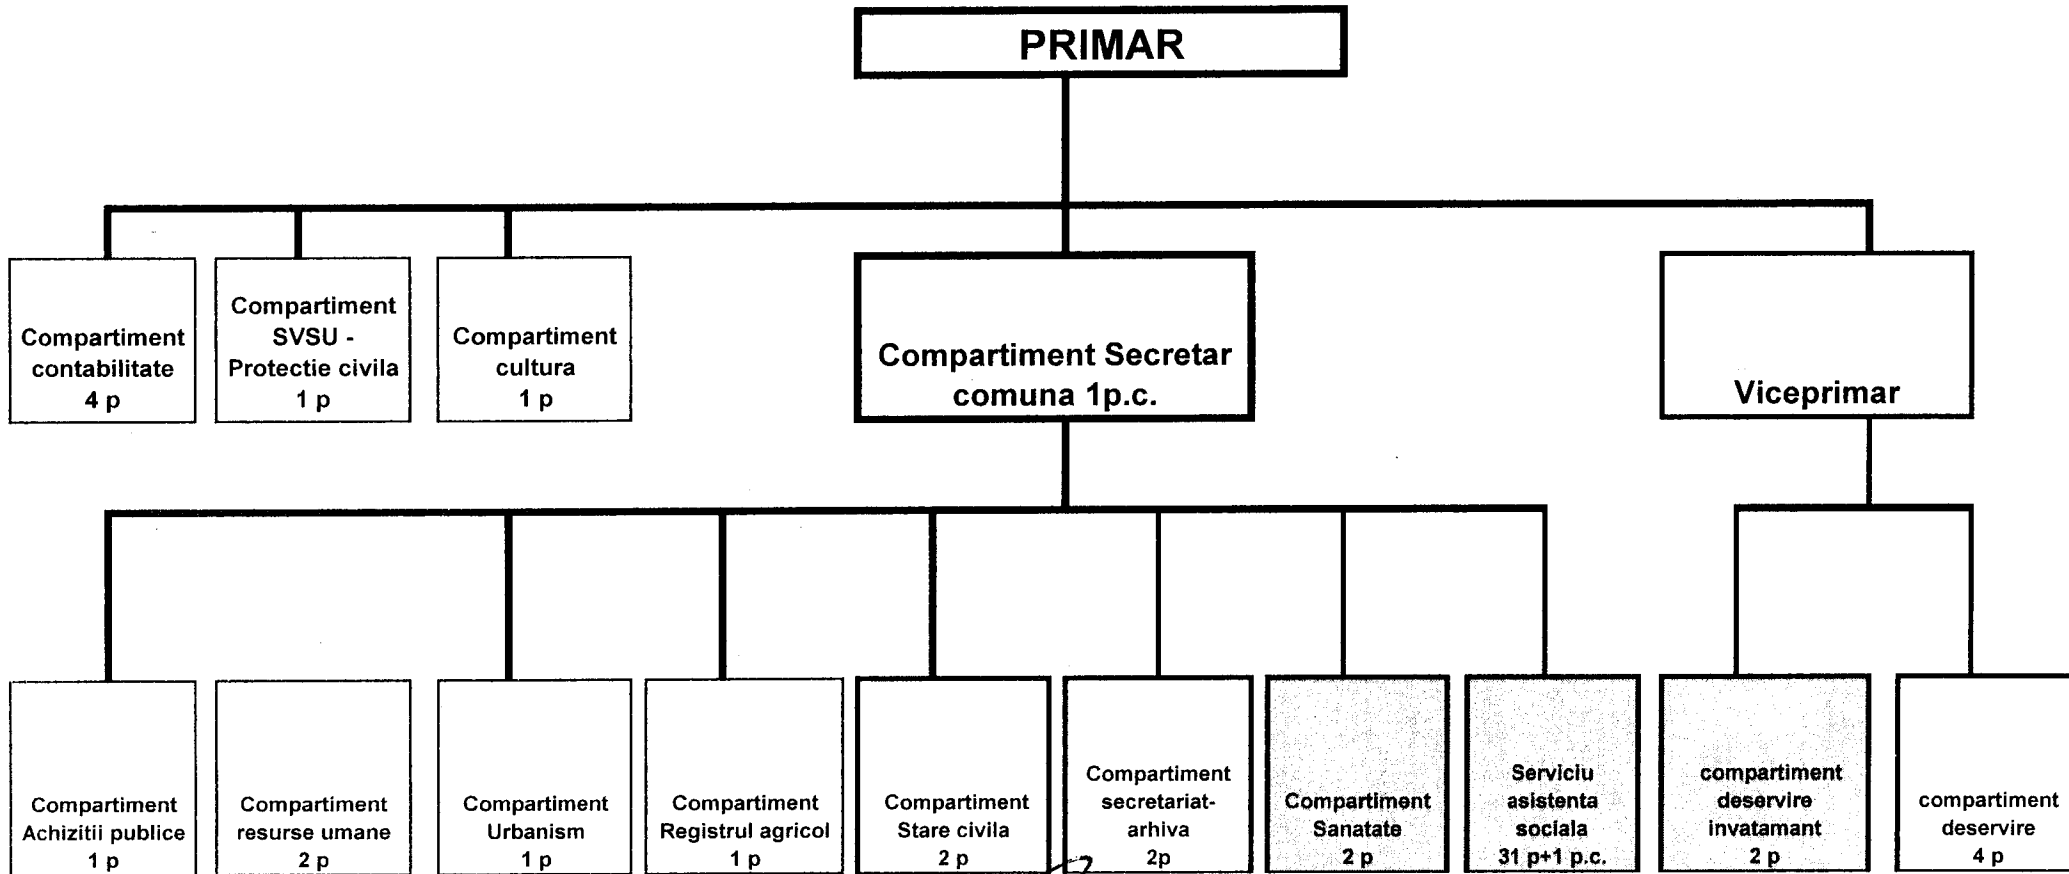 PRIMAR
Compartiment
contabilitate
4 p
Compartiment
SVSU -
Protectie civila
1 p
Compartiment
cultura
1 p
Compartiment Secretar
comuna 1p.c.
Viceprimar
Compartiment
Achizitii publice
1 p
Compartiment
resurse umane
2 p
Compartiment
Urbanism
1 p
Compartiment
Registrul agricol
1 p
Compartiment
Stare civila
2 p
Compartiment
secretariat-
arhiva
2p
Compartiment
Sanatate
2 p
Serviciu
asistenta
sociala
31 p+1 p.c.
compartiment
deservire
invatamant
2 p
compartiment
deservire
4 p